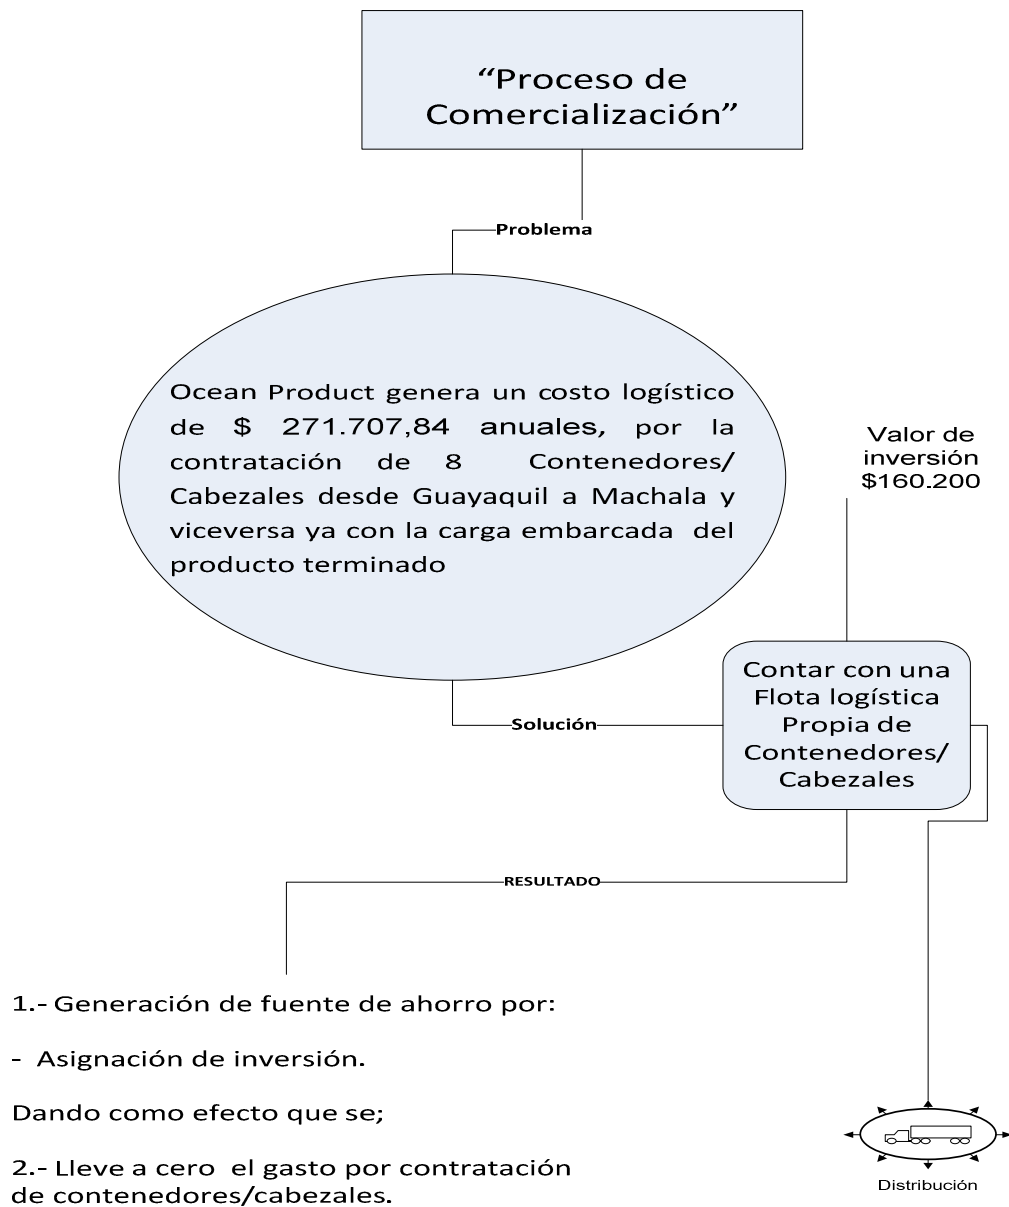 “Proceso de
Comercialización”
Problema
Ocean Product genera un costo logístico
de $ 271.707,84 anuales, por la
contratación de 8 Contenedores/
Cabezales desde Guayaquil a Machala y
viceversa ya con la carga embarcada del
producto terminado
Valor de
inversión
$160.200
Solución
Contar con una
Flota logística
Propia de
Contenedores/
Cabezales
RESULTADO
1.- Generación de fuente de ahorro por:
- Asignación de inversión.
Dando como efecto que se;
2.- Lleve a cero el gasto por contratación
de contenedores/cabezales.
Distribución